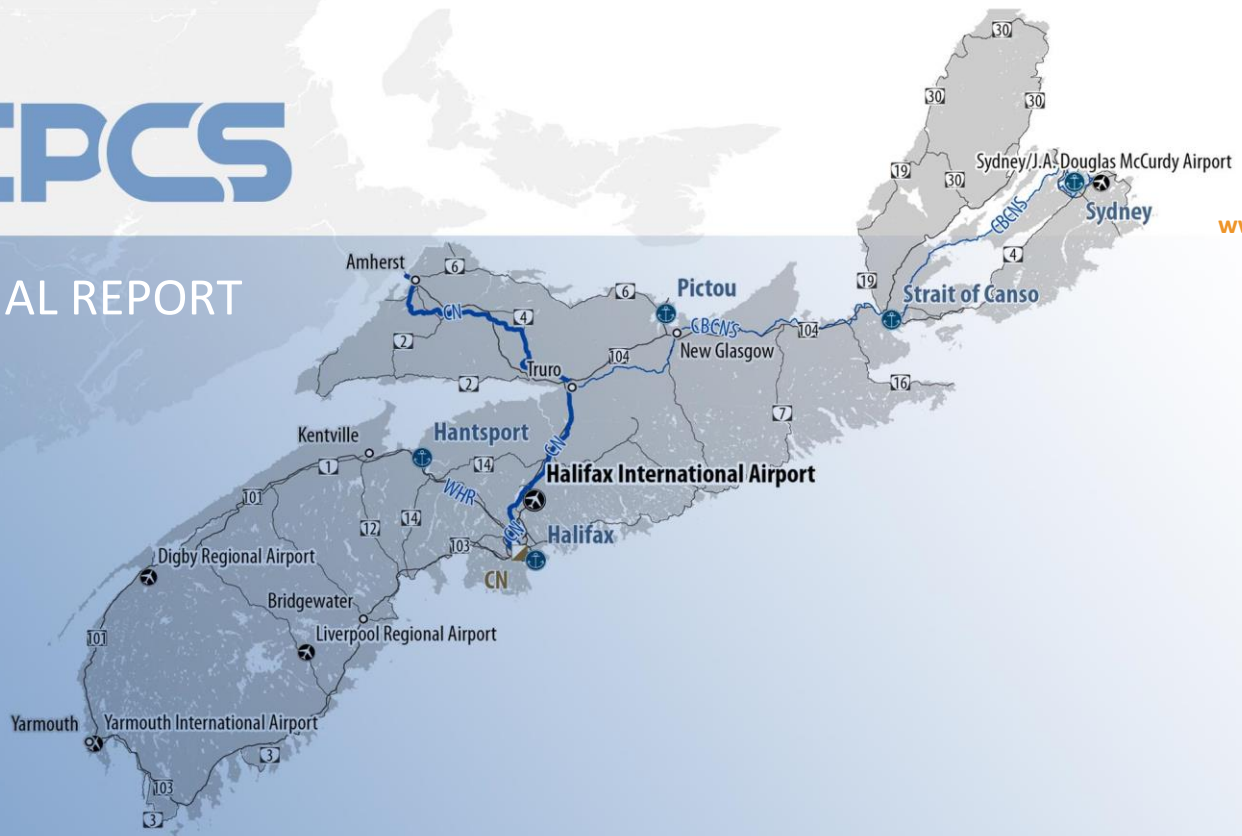 CPCS
AL REPORT
ww
30
30
30
19
30
Sydney/J.A. Douglas McCurdy Airport
Sydney
CBCNS
4
Amherst
6
6
Pictou
19
Strait of Canso
CN
4
CBCNS
104
2
New Glasgow
104
Truro
2
16
7
Kentville
Hantsport
CN
1
14
Halifax International Airport
WHR
101
12
14
CN
Halifax
103
CN
Digby Regional Airport
Bridgewater
101
Liverpool Regional Airport
Yarmouth
Yarmouth International Airport
3
103
3